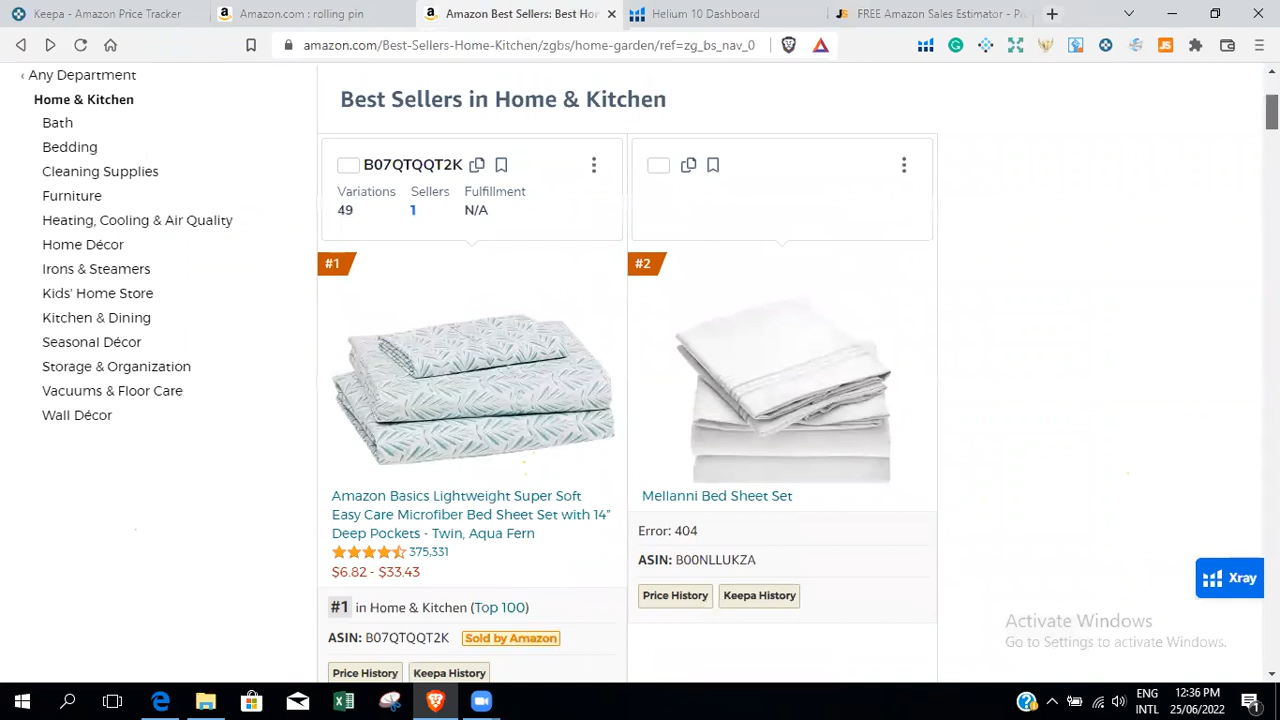 Keepa - Amazon Price Tracker
Amazon.com : rolling pin
Amazon Best Sellers: Best Ho
Helium 10 Dashboard
FREE Amazon Sales Estimator - P
amazon.com/Best-Sellers-Home-Kitchen/zgbs/home-garden/ref=zg_bs_nav_0
‹ Any Department
Home & Kitchen
Bath
Bedding
Cleaning Supplies
Furniture
Heating, Cooling & Air Quality
Home Décor
Irons & Steamers
Kids' Home Store
Kitchen & Dining
Seasonal Décor
Storage & Organization
Vacuums & Floor Care
Wall Décor
Best Sellers in Home & Kitchen
B07QTQQT2K
Variations Sellers Fulfillment
49 1 N/A
#1
Amazon Basics Lightweight Super Soft
Easy Care Microfiber Bed Sheet Set with 14”
Deep Pockets - Twin, Aqua Fern
375,331
$6.82 - $33.43
#1 in Home & Kitchen (Top 100)
ASIN: B07QTQQT2K Sold by Amazon
Price History Keepa History
#2
Mellanni Bed Sheet Set
Error: 404
ASIN: B00NLLUKZA
Price History Keepa History
Xray
Activate Windows
Go to Settings to activate Windows.
ENG
INTL
12:36 PM
25/06/2022